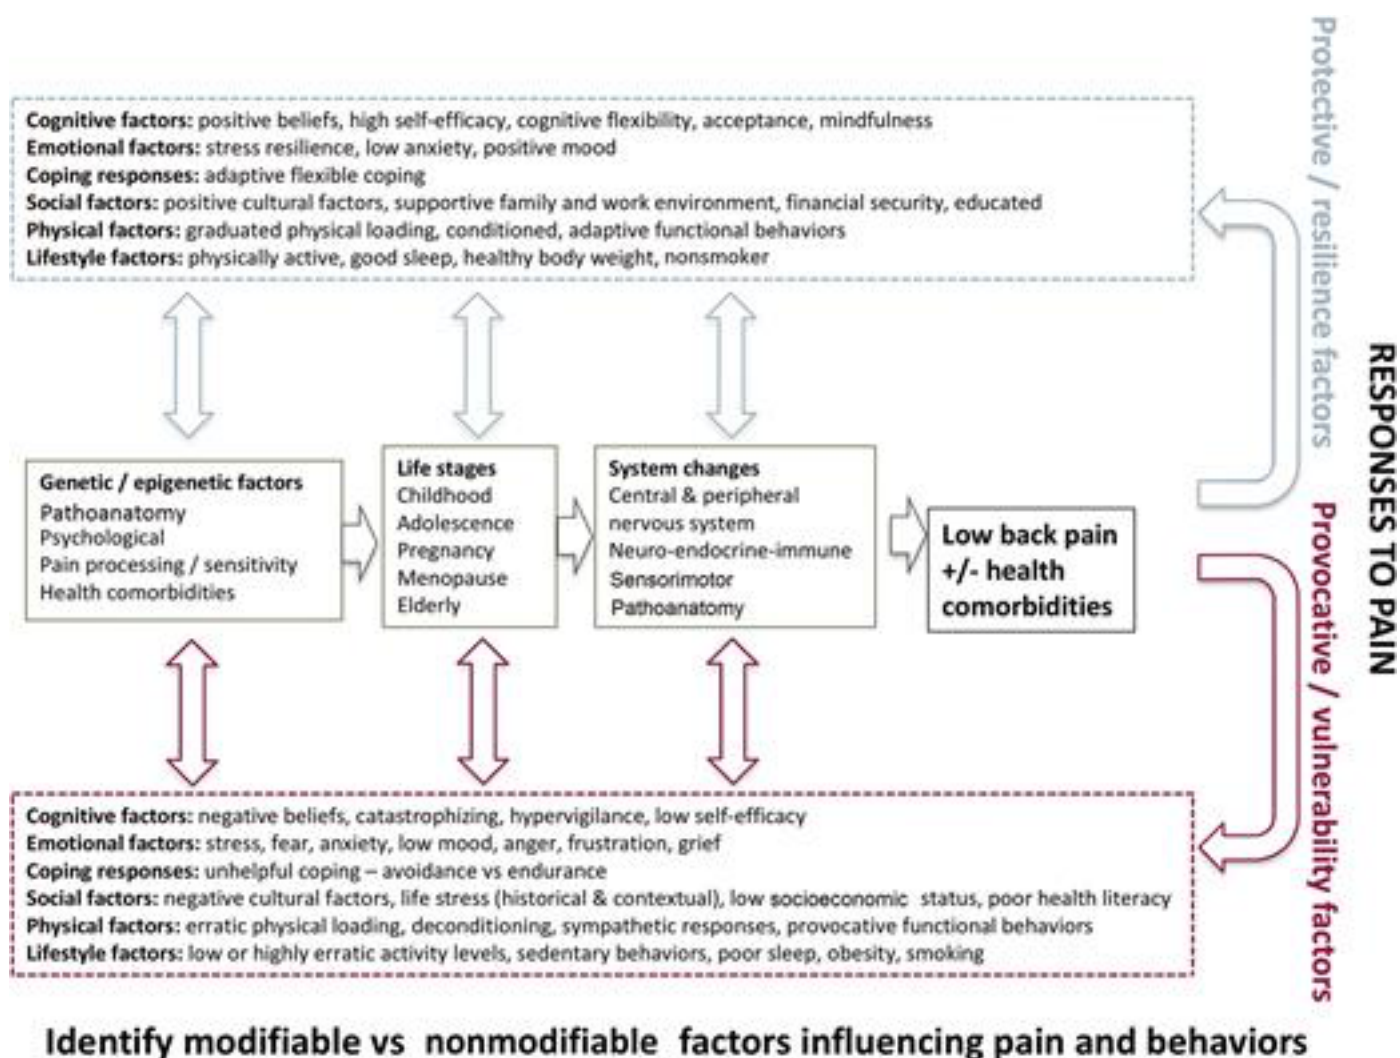 Cognitive factors: positive beliefs, high self-efficacy, cognitive flexibility, acceptance, mindfulness
Emotional factors: stress resilience, low anxiety, positive mood
Coping responses: adaptive flexible coping
Social factors: positive cultural factors, supportive family and work environment, financial security, educated
Physical factors: graduated physical loading, conditioned, adaptive functional behaviors
Lifestyle factors: physically active, good sleep, healthy body weight, nonsmoker
Genetic / epigenetic factors
Pathoanatomy
Psychological
Pain processing / sensitivity
Health comorbidities
Life stages
Childhood
Adolescence
Pregnancy
Menopause
Elderly
System changes
Central & peripheral
nervous system
Neuro-endocrine-immune
Sensorimotor
Pathoanatomy
Low back pain
+/- health
comorbidities
Cognitive factors: negative beliefs, catastrophizing, hypervigilance, low self-efficacy
Emotional factors: stress, fear, anxiety, low mood, anger, frustration, grief
Coping responses: unhelpful coping – avoidance vs endurance
Social factors: negative cultural factors, life stress (historical & contextual), low socioeconomic status, poor health literacy
Physical factors: erratic physical loading, deconditioning, sympathetic responses, provocative functional behaviors
Lifestyle factors: low or highly erratic activity levels, sedentary behaviors, poor sleep, obesity, smoking
Protective / resilience factors
Provocative / vulnerability factors
RESPONSES TO PAIN
Identify modifiable vs nonmodifiable factors influencing pain and behaviors